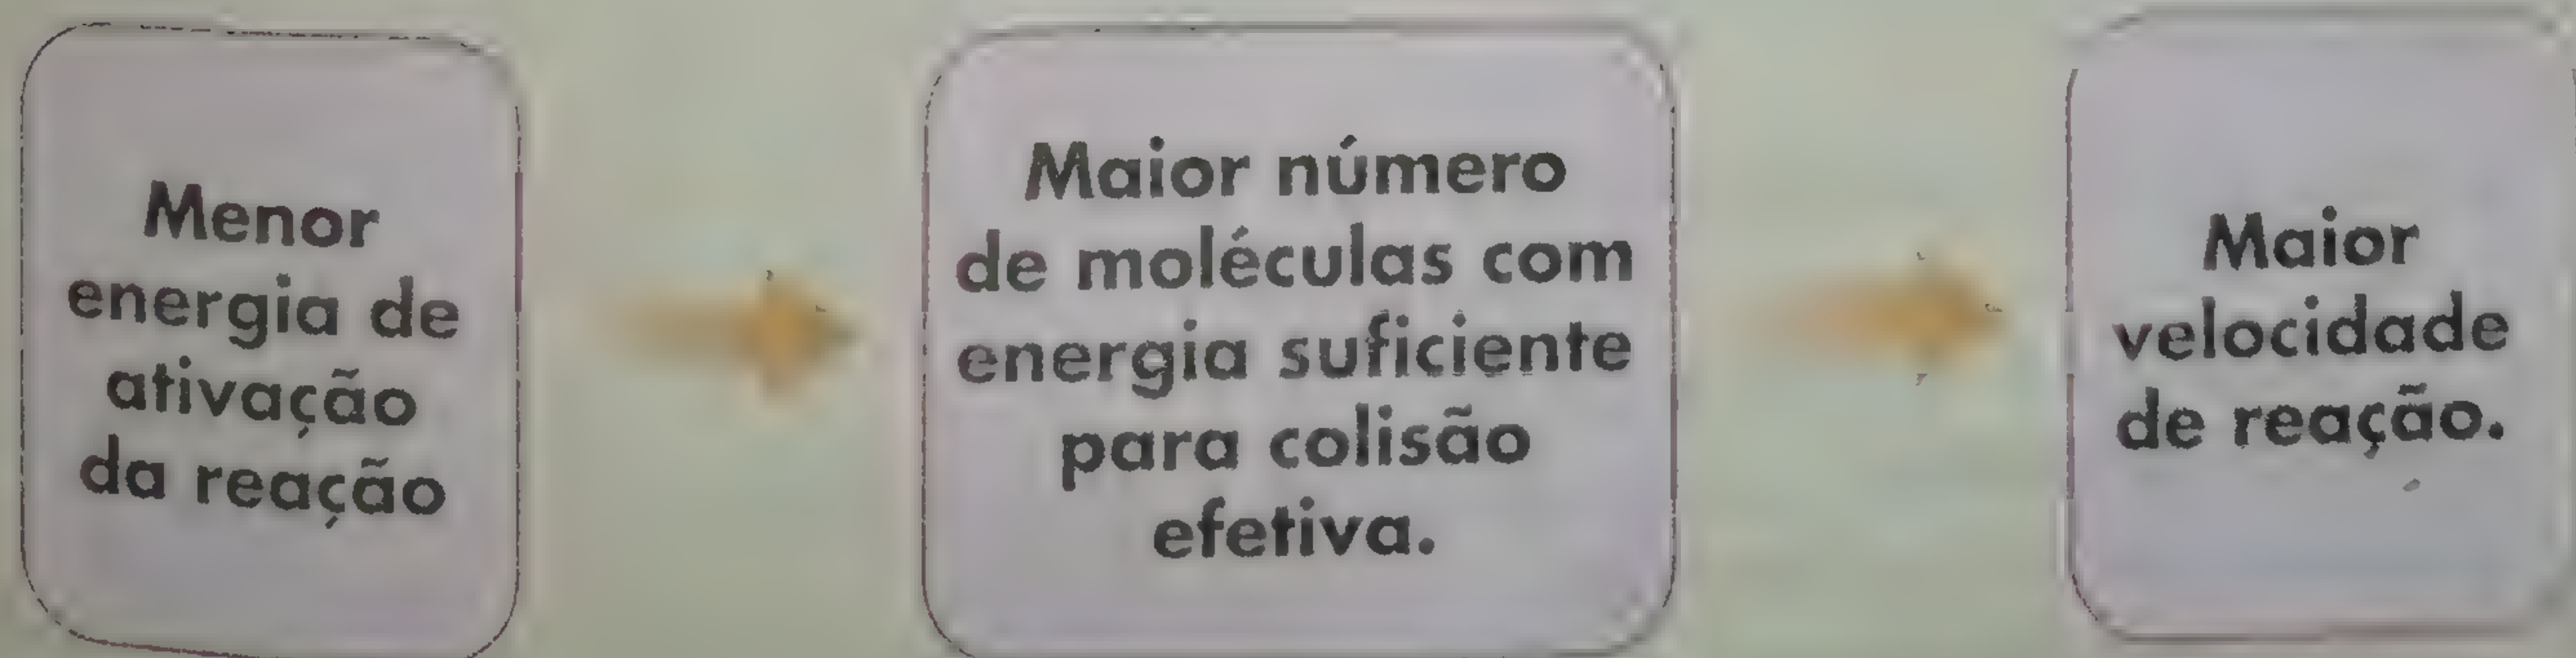 Menor
energia de
ativação
da reação
Maior número
de moléculas com
energia suficiente
para colisão
efetiva.
Maior
velocidade
de reação.